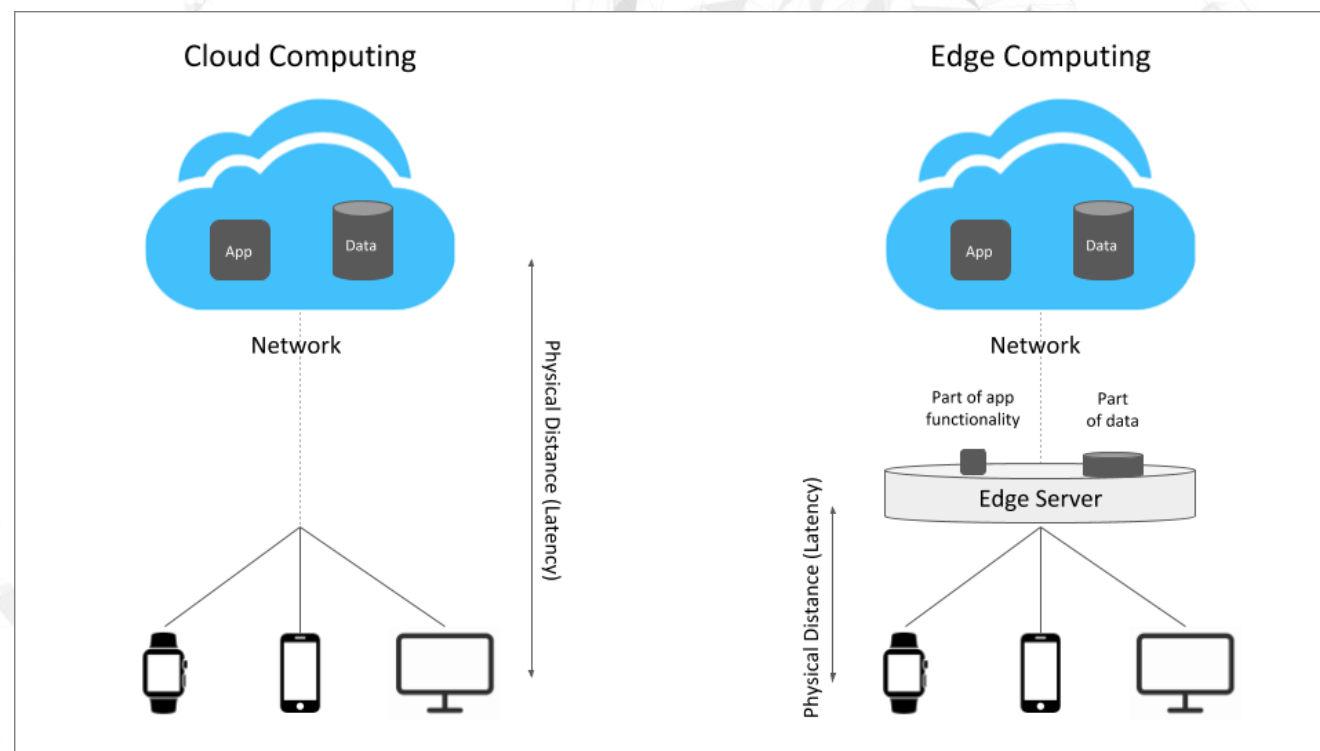 Cloud Computing
App
Data
Network
Physical Distance (Latency)
Edge Computing
App
Data
Network
Part of app
functionality
Part
of data
Edge Server
Physical Distance (Latency)